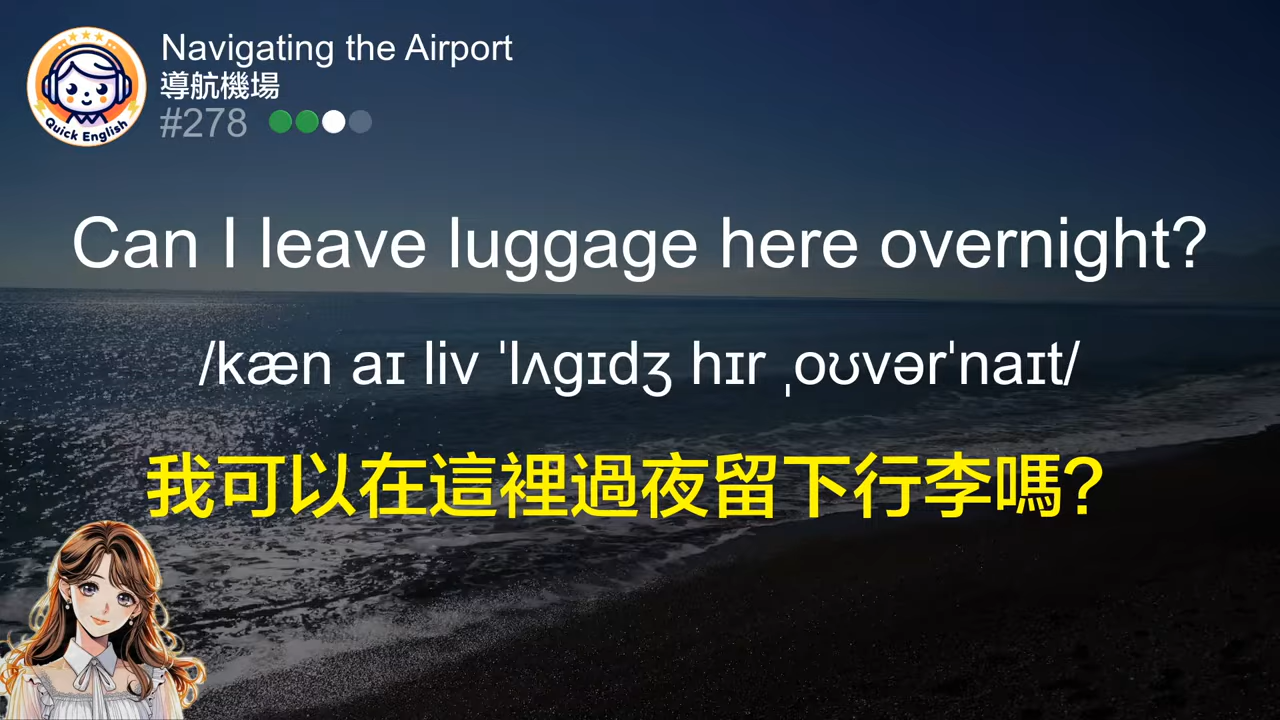 Navigating the Airport
導航機場
#278
Quick English
Can I leave luggage here overnight?
/kæn aɪ liv ˈlʌgɪdʒ hɪr ˌoʊvərˈnaɪt/
我可以在這裡過夜留下行李嗎?